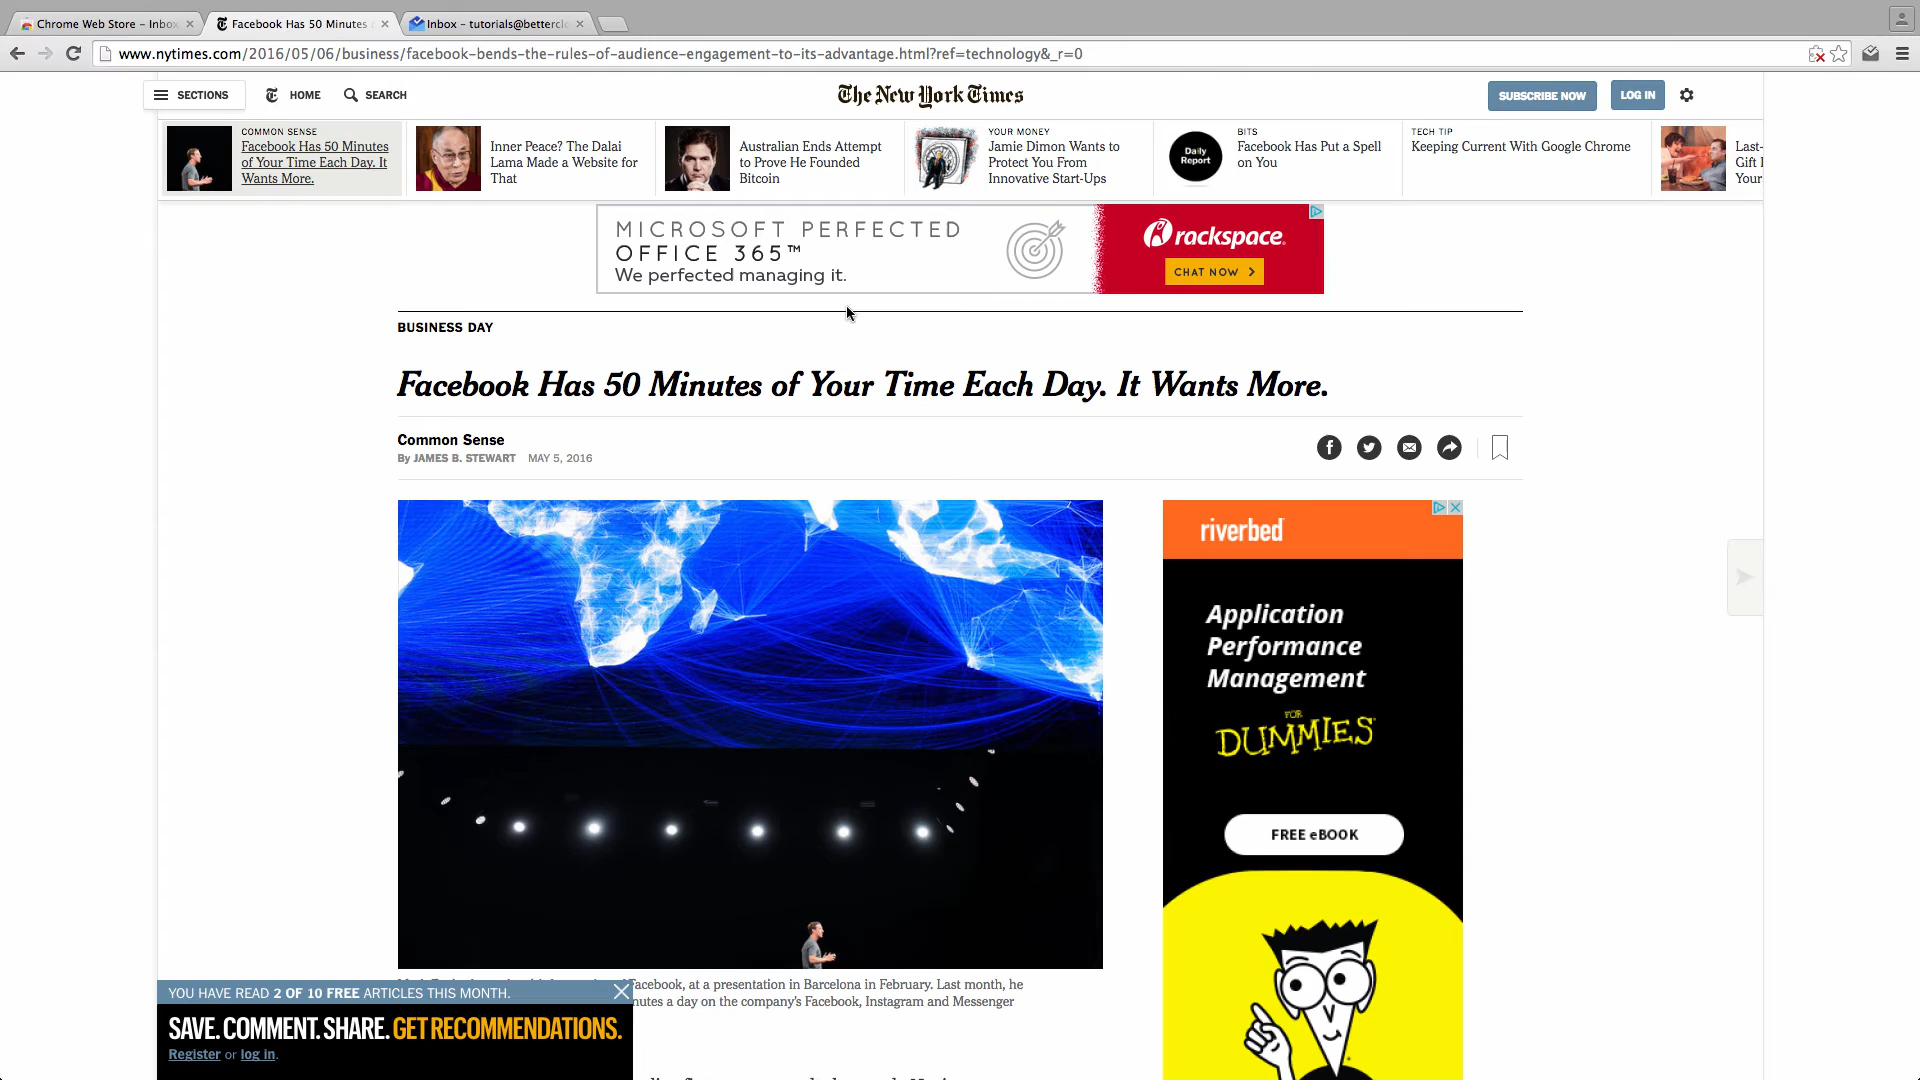 Chrome Web Store – Inbox
Facebook Has 50 Minutes
Inbox – tutorials@betterclo
www.nytimes.com/2016/05/06/business/facebook-bends-the-rules-of-audience-engagement-to-its-advantage.html?ref=technology&_r=0
SECTIONS
HOME
SEARCH
The New York Times
SUBSCRIBE NOW
LOG IN
COMMON SENSE
Facebook Has 50 Minutes
of Your Time Each Day. It
Wants More.
Inner Peace? The Dalai
Lama Made a Website for
That
Australian Ends Attempt
to Prove He Founded
Bitcoin
YOUR MONEY
Jamie Dimon Wants to
Protect You From
Innovative Start-Ups
Daily
Report
BITS
Facebook Has Put a Spell
on You
TECH TIP
Keeping Current With Google Chrome
Last-
Gift I
Your
MICROSOFT PERFECTED
OFFICE 365™
We perfected managing it.
rackspace.
CHAT NOW
BUSINESS DAY
Facebook Has 50 Minutes of Your Time Each Day. It Wants More.
Common Sense
By JAMES B. STEWART MAY 5, 2016
riverbed
Application
Performance
Management
FOR
DUMMIES
FREE eBOOK
Facebook, at a presentation in Barcelona in February. Last month, he
nutes a day on the company's Facebook, Instagram and Messenger
YOU HAVE READ 2 OF 10 FREE ARTICLES THIS MONTH.
SAVE. COMMENT. SHARE. GET RECOMMENDATIONS.
Register or log in.